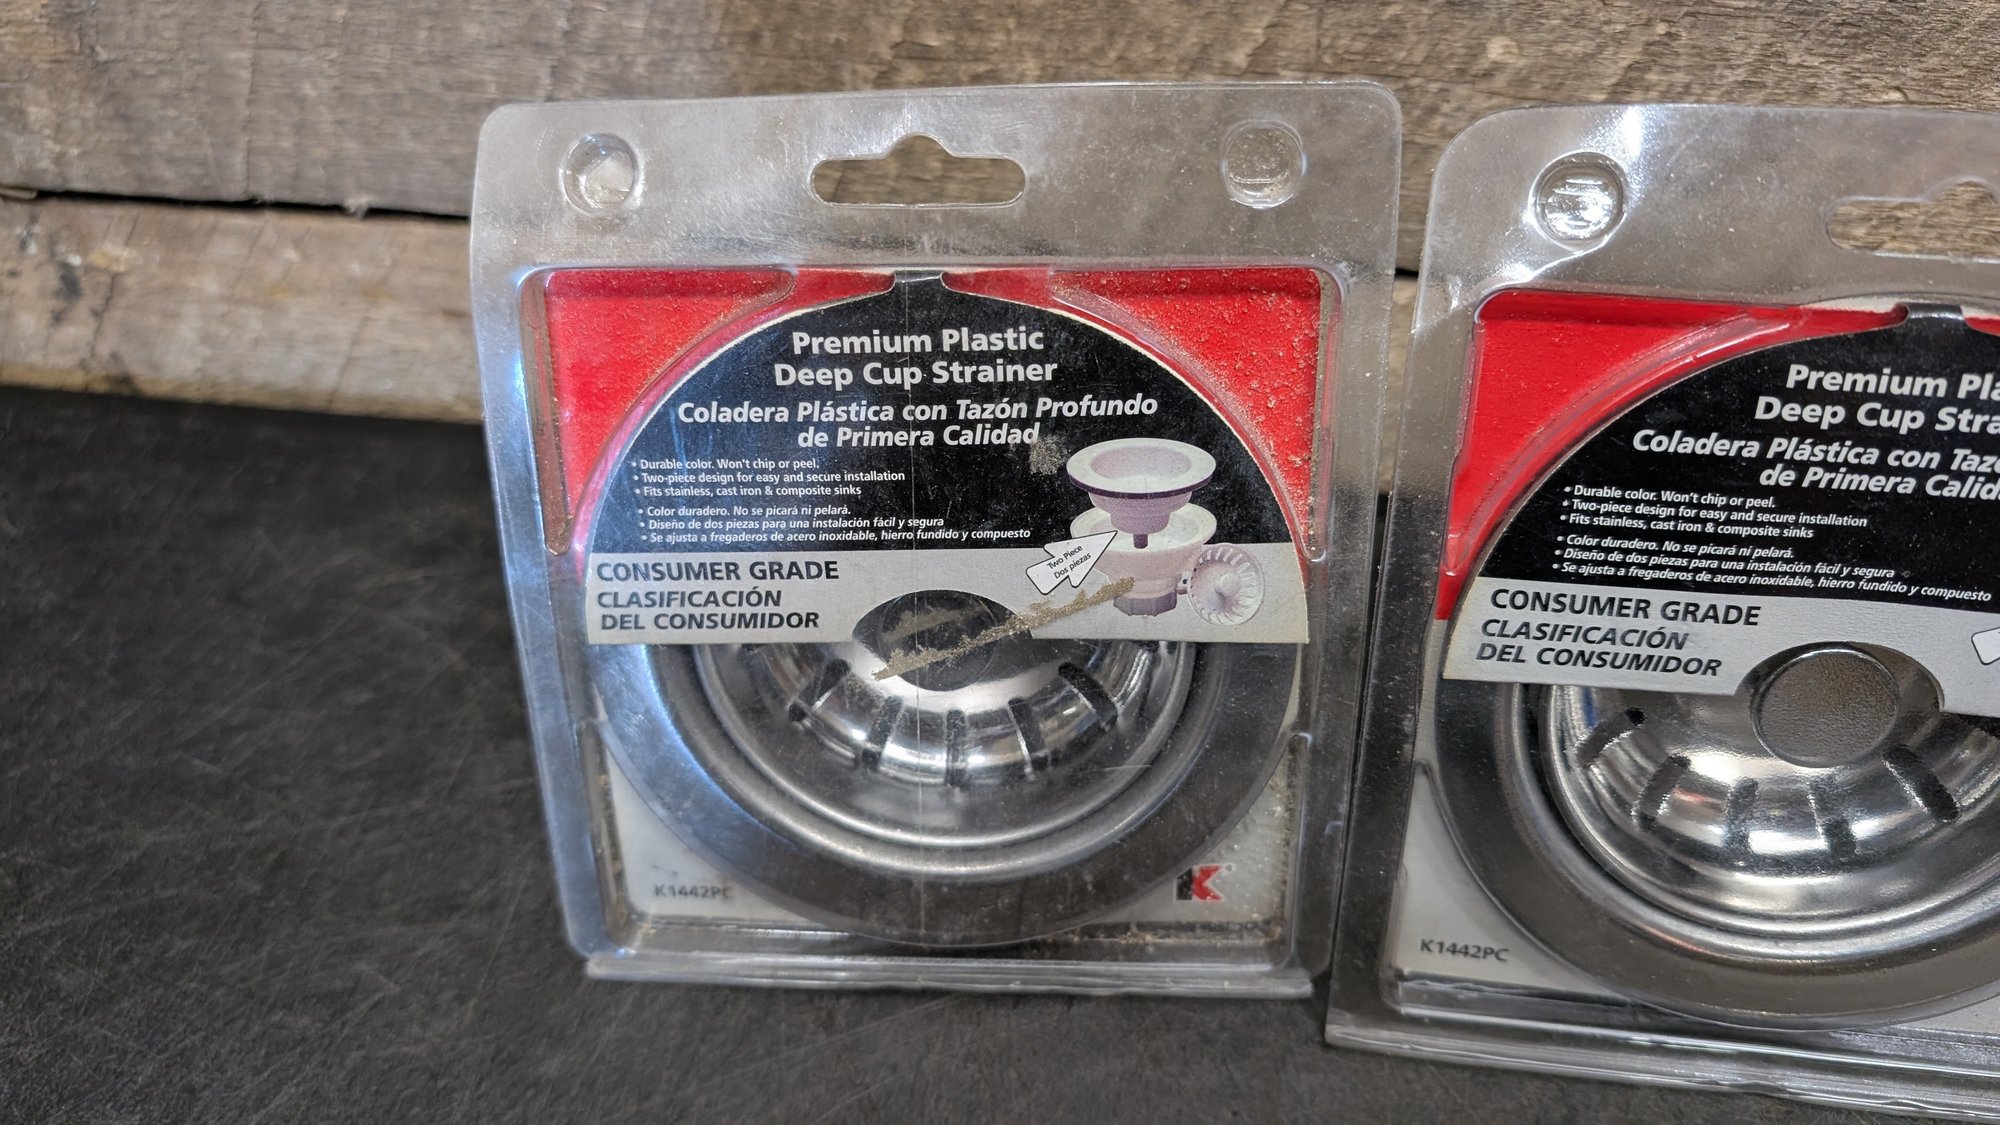 Premium Plastic
Deep Cup Strainer
Coladera Plástica con Tazón Profundo
de Primera Calidad
• Durable color. Won't chip or peel.
• Two-piece design for easy and secure installation
• Fits stainless, cast iron & composite sinks
• Color duradero. No se picará ni pelará.
• Diseño de dos piezas para una instalación fácil y segura
• Se ajusta a fregaderos de acero inoxidable, hierro fundido y compuesto
Two Piece
Dos piezas
CONSUMER GRADE
CLASIFICACIÓN
DEL CONSUMIDOR
K1442PC
K
Premium Pla
Deep Cup Stra
Coladera Plástica con Tazó
de Primera Calid
• Durable color. Won't chip or peel.
• Two-piece design for easy and secure installation
• Fits stainless, cast iron & composite sinks
• Color duradero. No se picará ni pelará.
• Diseño de dos piezas para una instalación fácil y segura
• Se ajusta a fregaderos de acero inoxidable, hierro fundido y compuesto
CONSUMER GRADE
CLASIFICACIÓN
DEL CONSUMIDOR
K1442PC